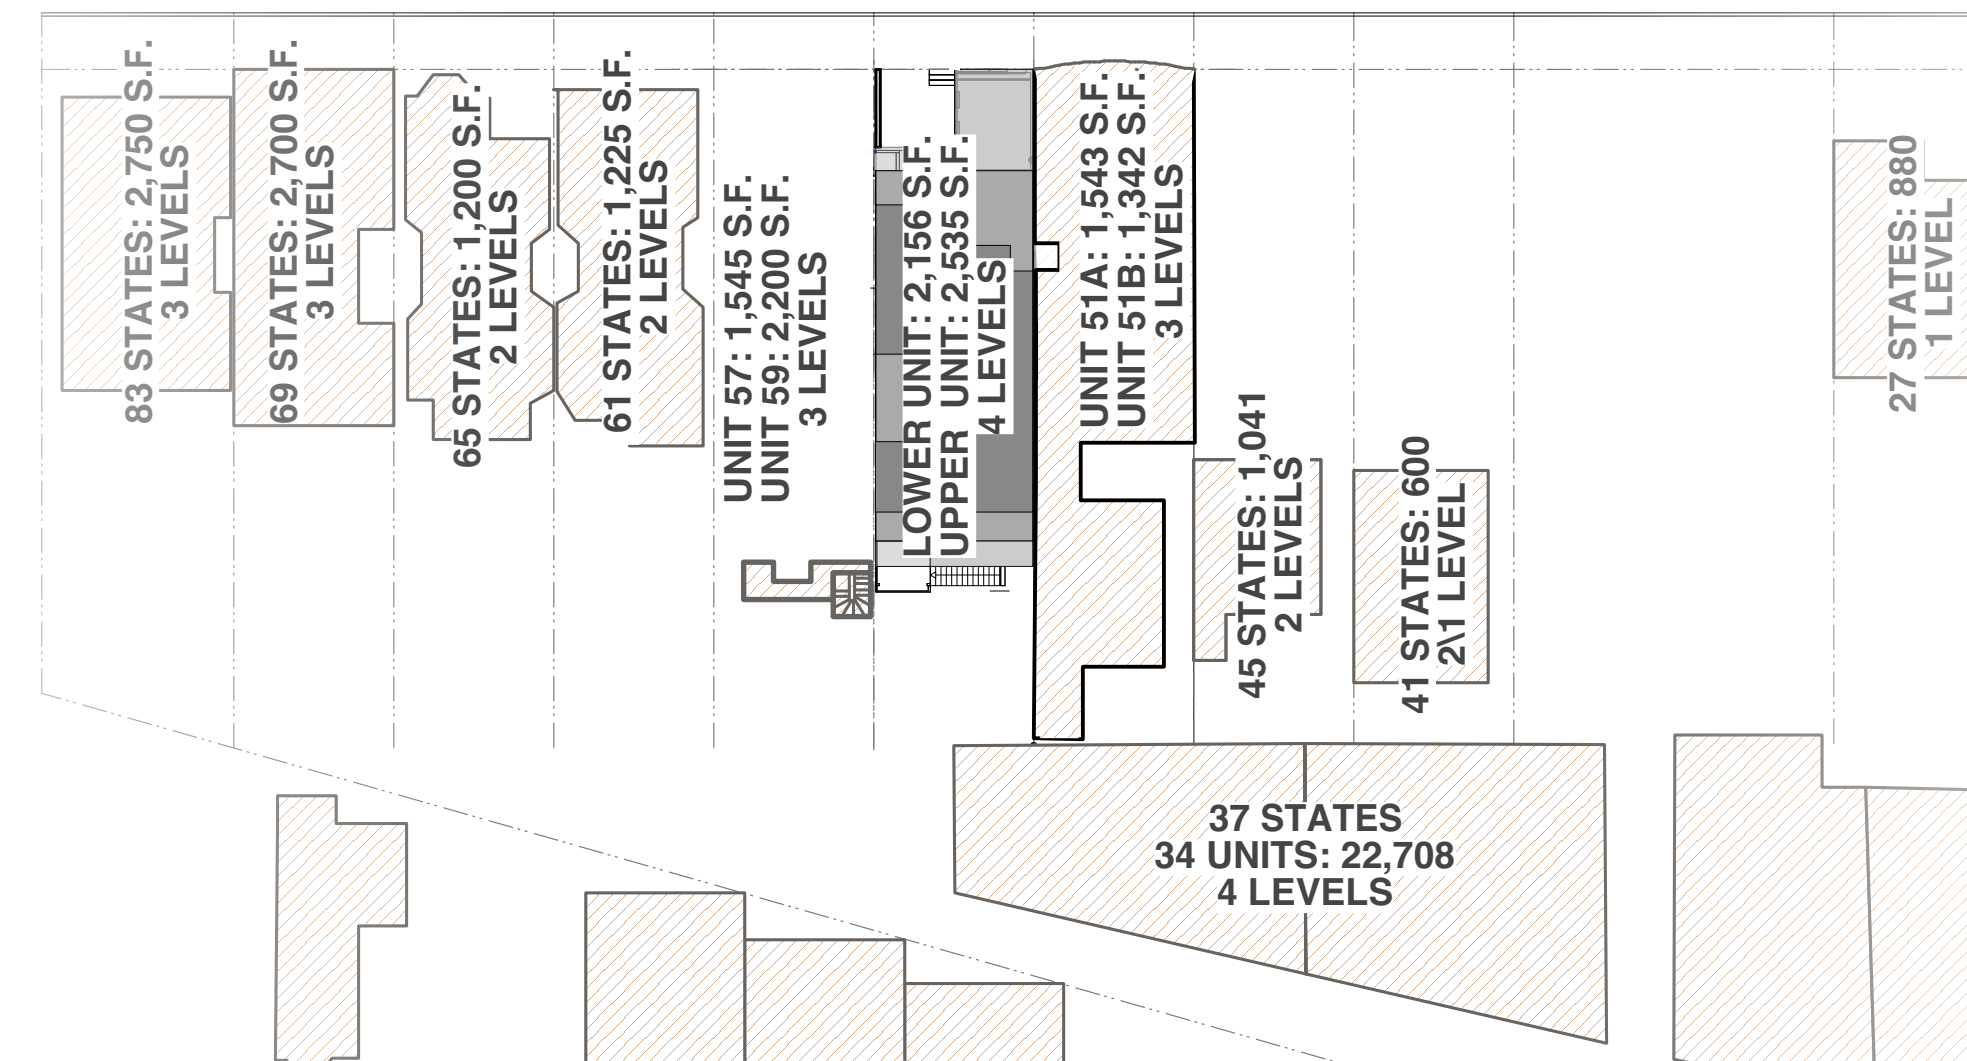 83 STATES: 2,750 S.F.
3 LEVELS
69 STATES: 2,700 S.F.
3 LEVELS
65 STATES: 1,200 S.F.
2 LEVELS
61 STATES: 1,225 S.F.
2 LEVELS
UNIT 57: 1,545 S.F.
UNIT 59: 2,200 S.F.
3 LEVELS
LOWER UNIT: 2,156 S.F.
UPPER UNIT: 2,535 S.F.
4 LEVELS
UNIT 51A: 1,543 S.F.
UNIT 51B: 1,342 S.F.
3 LEVELS
45 STATES: 1,041
2 LEVELS
41 STATES: 600
2\1 LEVEL
27 STATES: 880
1 LEVEL
37 STATES
34 UNITS: 22,708
4 LEVELS